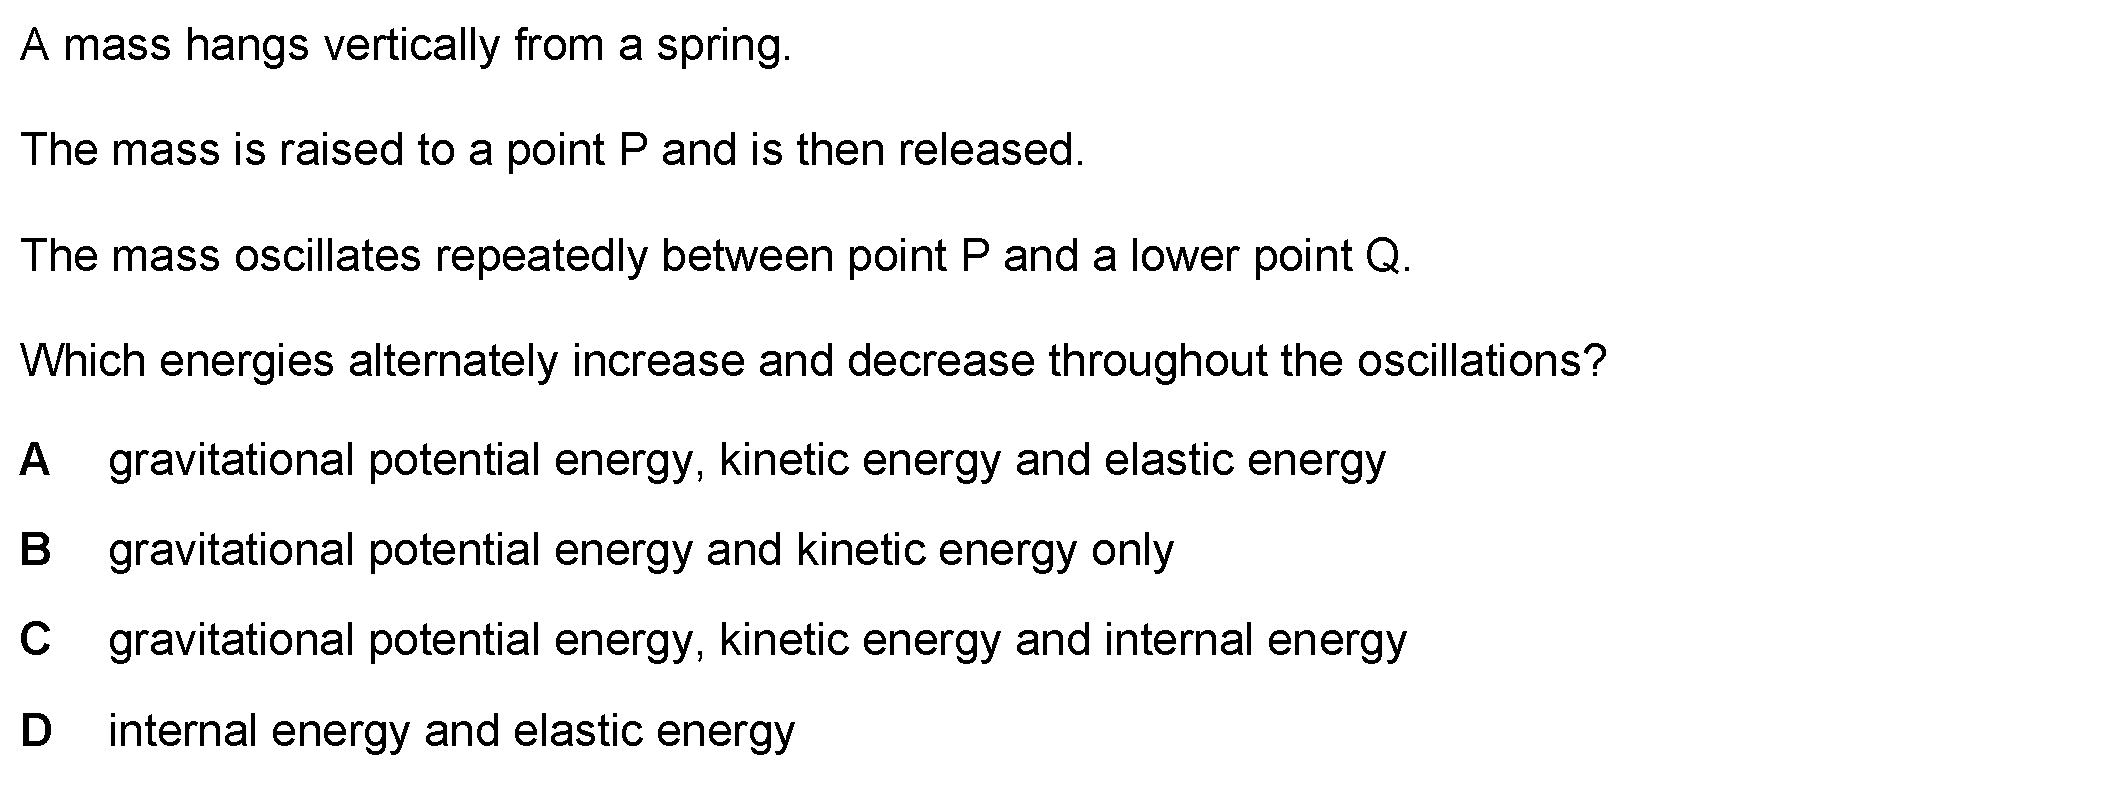 A mass hangs vertically from a spring.
The mass is raised to a point P and is then released.
The mass oscillates repeatedly between point P and a lower point Q.
Which energies alternately increase and decrease throughout the oscillations?
A gravitational potential energy, kinetic energy and elastic energy
B gravitational potential energy and kinetic energy only
C gravitational potential energy, kinetic energy and internal energy
D internal energy and elastic energy